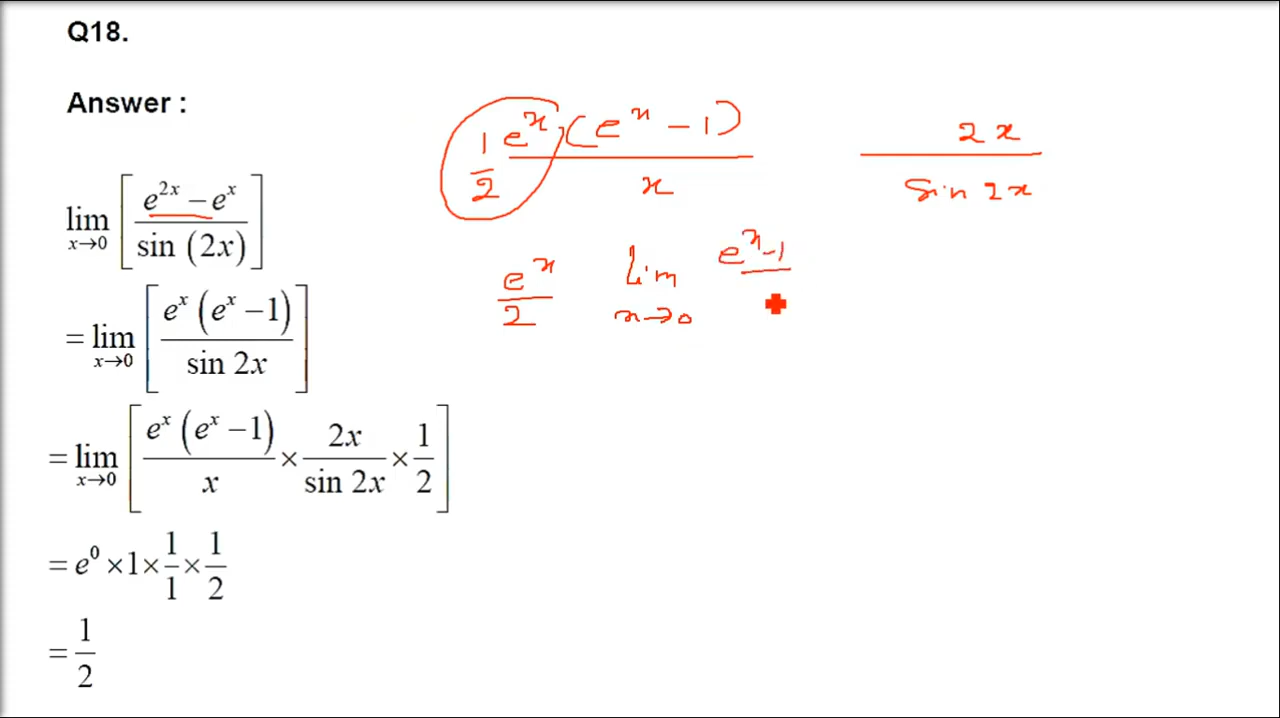 Q18.
Answer :
lim x→0 [ (e^{2x} − e^x) / sin (2x) ]
= lim x→0 [ e^x (e^x − 1) / sin 2x ]
= lim x→0 [ e^x (e^x − 1) / x × 2x / sin 2x × 1/2 ]
= e^0 × 1 × 1/1 × 1/2
= 1/2
1/2 e^x (e^x − 1) / x   2x / sin 2x
e^x / 2   lim x→0   e^x − 1 /